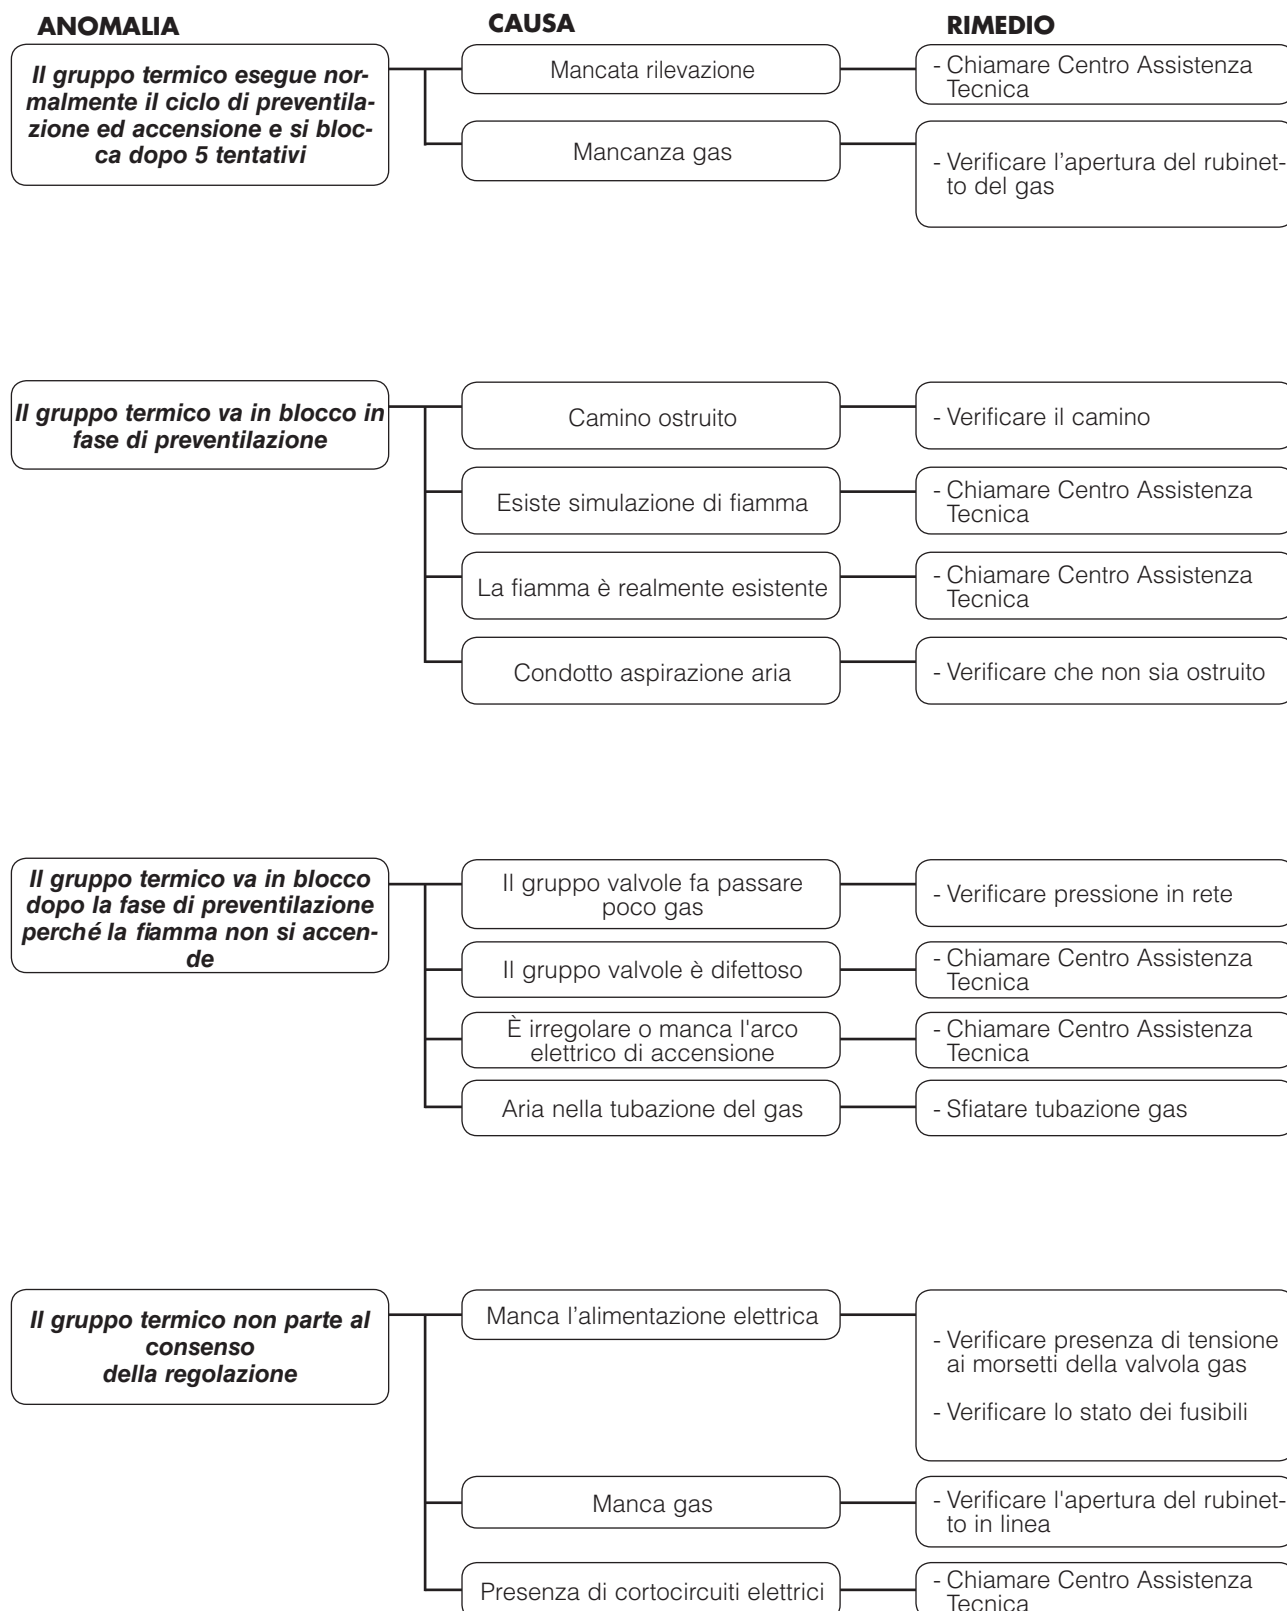 ANOMALIA
CAUSA
RIMEDIO
Il gruppo termico esegue nor-
malmente il ciclo di preventila-
zione ed accensione e si bloc-
ca dopo 5 tentativi
Mancata rilevazione
- Chiamare Centro Assistenza
Tecnica
Mancanza gas
- Verificare l’apertura del rubinet-
to del gas
Il gruppo termico va in blocco in
fase di preventilazione
Camino ostruito
- Verificare il camino
Esiste simulazione di fiamma
- Chiamare Centro Assistenza
Tecnica
La fiamma è realmente esistente
- Chiamare Centro Assistenza
Tecnica
Condotto aspirazione aria
- Verificare che non sia ostruito
Il gruppo termico va in blocco
dopo la fase di preventilazione
perché la fiamma non si accen-
de
Il gruppo valvole fa passare
poco gas
- Verificare pressione in rete
Il gruppo valvole è difettoso
- Chiamare Centro Assistenza
Tecnica
È irregolare o manca l'arco
elettrico di accensione
- Chiamare Centro Assistenza
Tecnica
Aria nella tubazione del gas
- Sfiatare tubazione gas
Il gruppo termico non parte al
consenso
della regolazione
Manca l’alimentazione elettrica
- Verificare presenza di tensione
ai morsetti della valvola gas
- Verificare lo stato dei fusibili
Manca gas
- Verificare l'apertura del rubinet-
to in linea
Presenza di cortocircuiti elettrici
- Chiamare Centro Assistenza
Tecnica